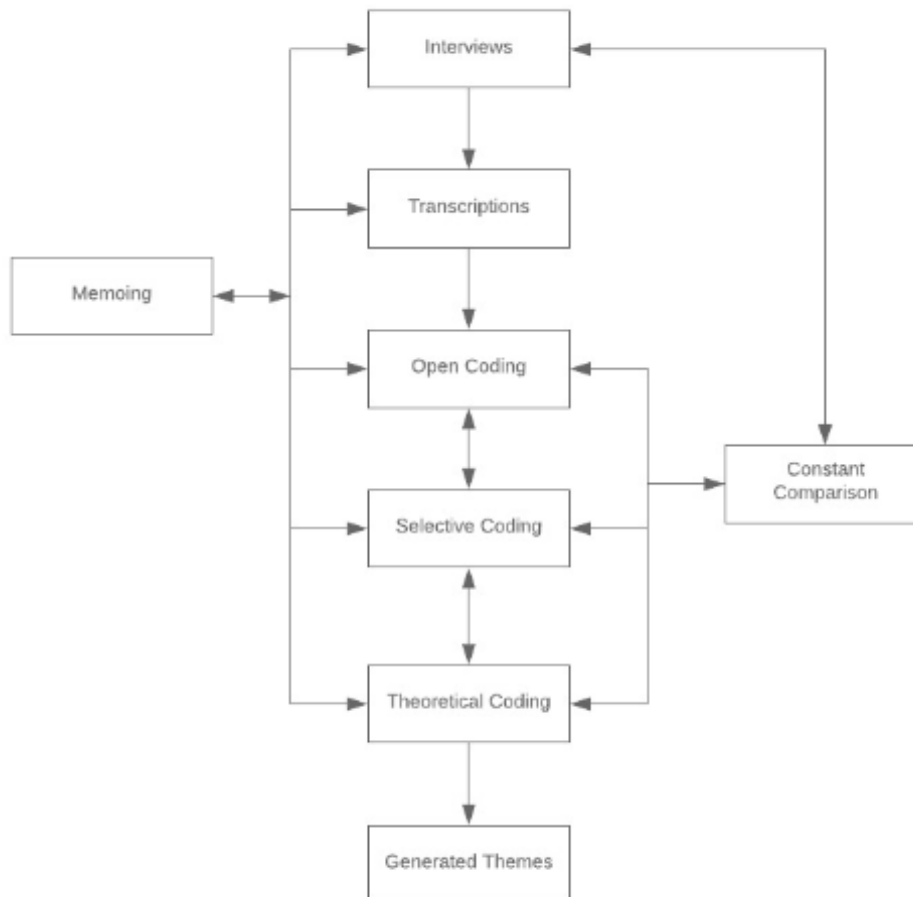 Interviews
Transcriptions
Memoing
Open Coding
Constant
Comparison
Selective Coding
Theoretical Coding
Generated Themes